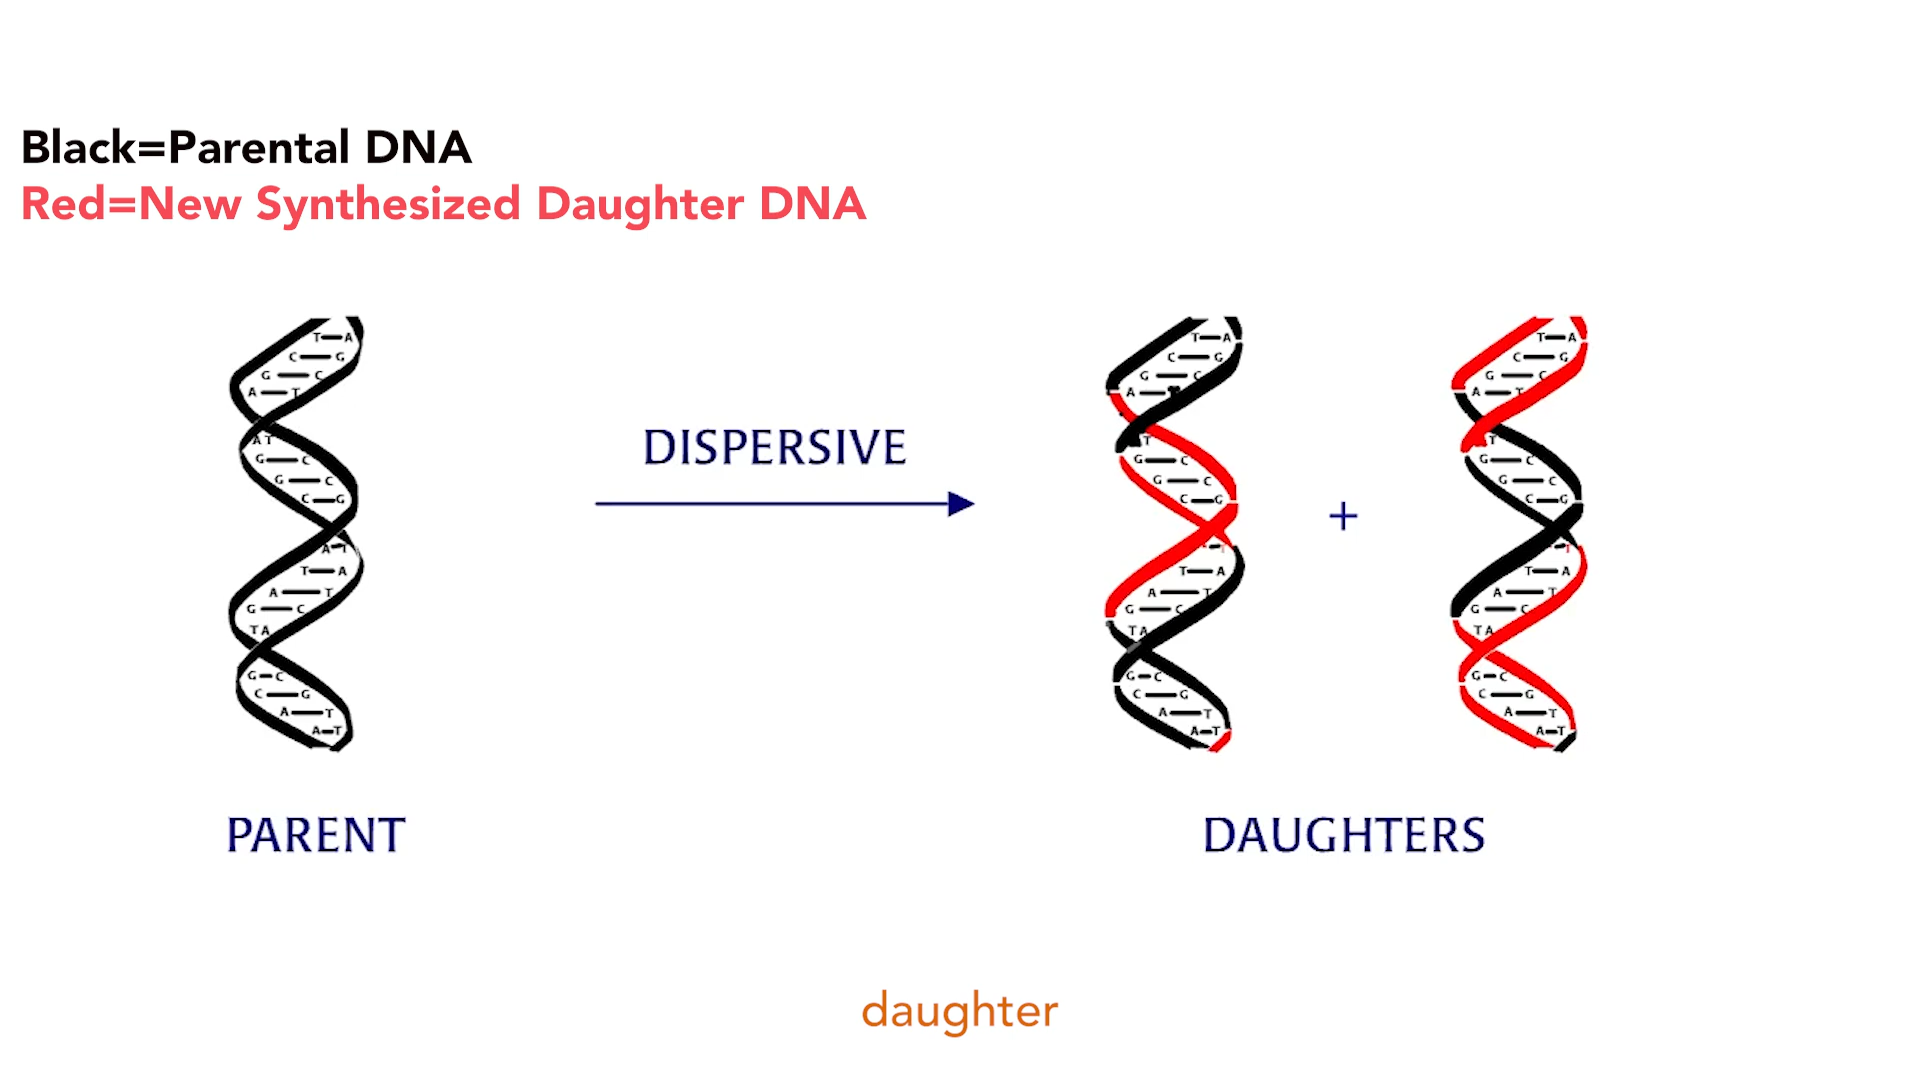 Black=Parental DNA
Red=New Synthesized Daughter DNA
DISPERSIVE
+
T A
C G
G C
A T
A T
G C
G C
C G
A T
T A
A T
G C
T A
G C
C G
A T
A T
T A
C G
G C
A
T
G C
G C
C G
T
T A
A T
G C
T A
G C
C G
A T
A T
T A
C G
G C
A T
T
G C
G C
C G
T
T A
A T
G C
T A
G C
C G
A T
A T
PARENT
DAUGHTERS
daughter